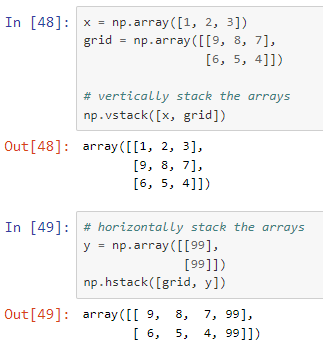 In [48]: x = np.array([1, 2, 3])
grid = np.array([[9, 8, 7],
                 [6, 5, 4]])
# vertically stack the arrays
np.vstack([x, grid])
Out[48]: array([[1, 2, 3],
       [9, 8, 7],
       [6, 5, 4]])
In [49]: # horizontally stack the arrays
y = np.array([[99],
              [99]])
np.hstack([grid, y])
Out[49]: array([[ 9,  8,  7, 99],
       [ 6,  5,  4, 99]])